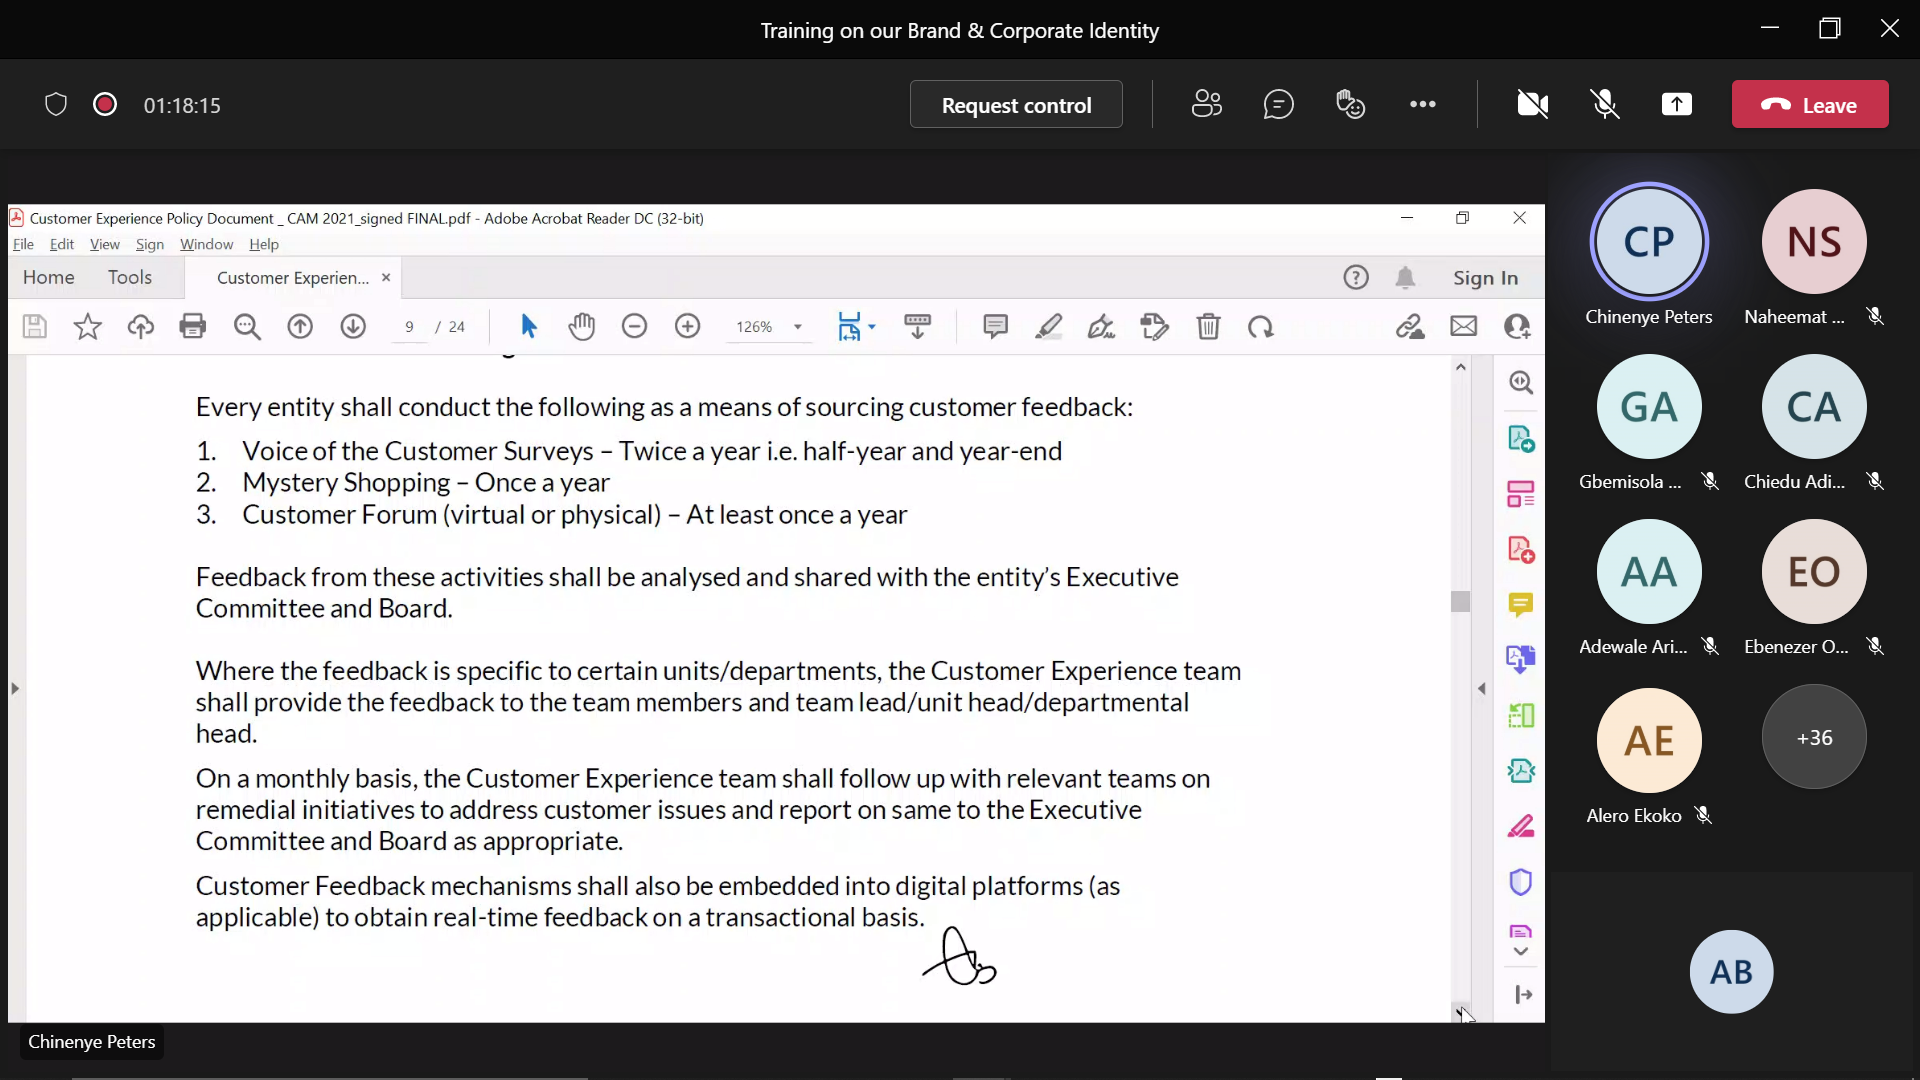 Training on our Brand & Corporate Identity
01:18:15
Request control
Leave
Customer Experience Policy Document _ CAM 2021_signed FINAL.pdf - Adobe Acrobat Reader DC (32-bit)
File Edit View Sign Window Help
Home Tools Customer Experien... × Sign In
9 / 24 126%
Every entity shall conduct the following as a means of sourcing customer feedback:
1. Voice of the Customer Surveys – Twice a year i.e. half-year and year-end
2. Mystery Shopping – Once a year
3. Customer Forum (virtual or physical) – At least once a year
Feedback from these activities shall be analysed and shared with the entity's Executive
Committee and Board.
Where the feedback is specific to certain units/departments, the Customer Experience team
shall provide the feedback to the team members and team lead/unit head/departmental
head.
On a monthly basis, the Customer Experience team shall follow up with relevant teams on
remedial initiatives to address customer issues and report on same to the Executive
Committee and Board as appropriate.
Customer Feedback mechanisms shall also be embedded into digital platforms (as
applicable) to obtain real-time feedback on a transactional basis.
Chinenye Peters
CP NS
Chinenye Peters Naheemat ...
GA CA
Gbemisola ... Chiedu Adi...
AA EO
Adewale Ari... Ebenezer O...
AE +36
Alero Ekoko
AB